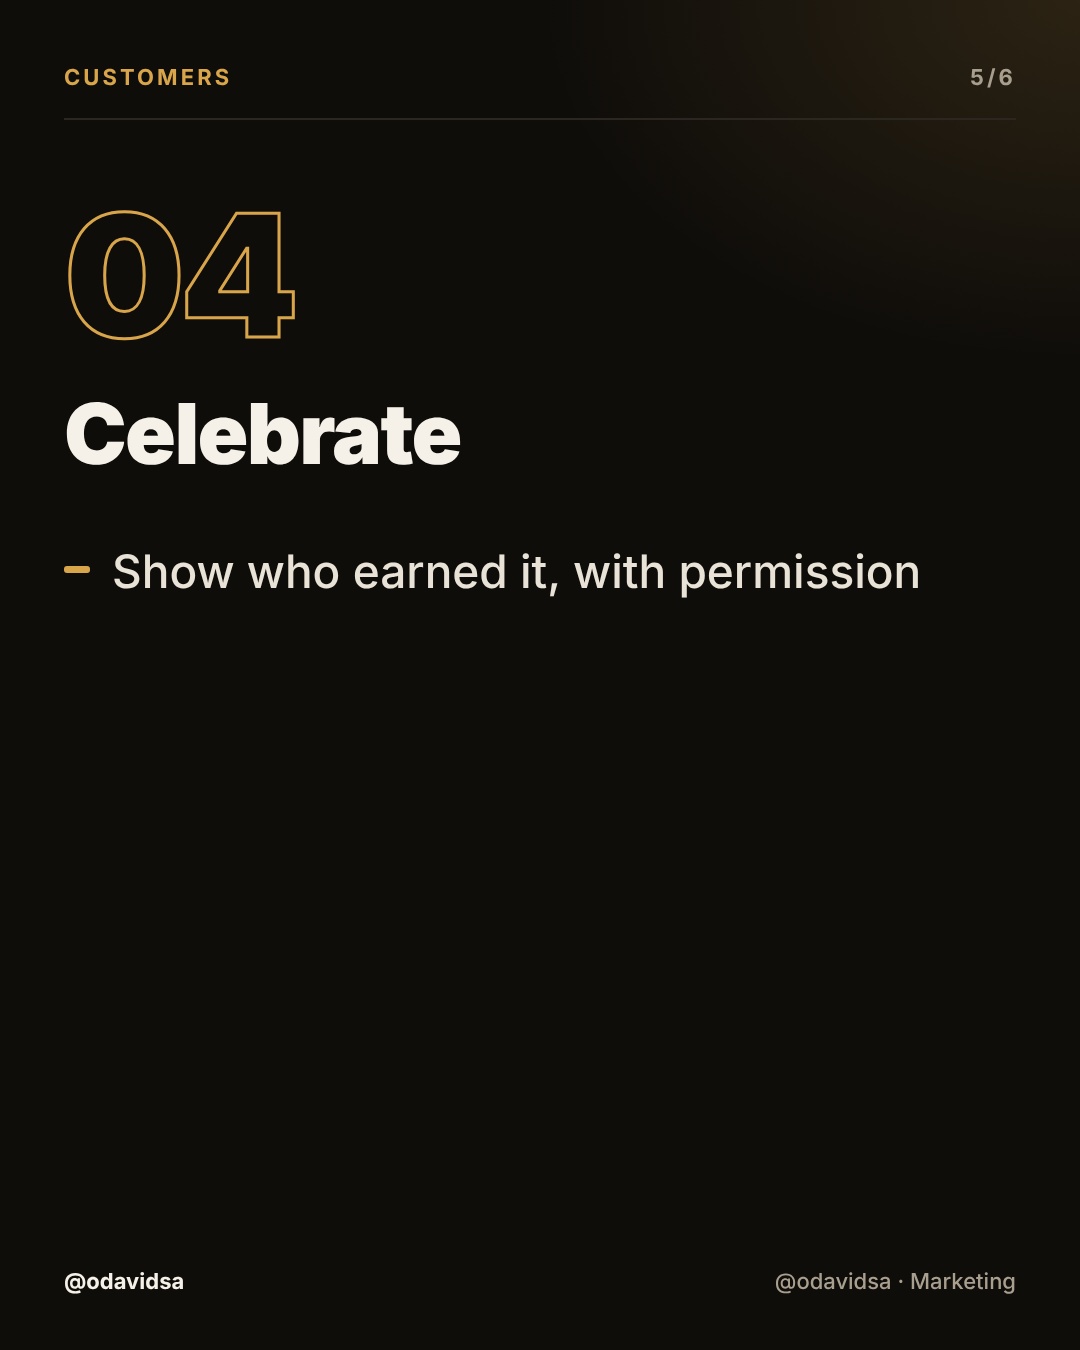 CUSTOMERS
5/6
04
Celebrate
Show who earned it, with permission
@odavidsa
@odavidsa · Marketing